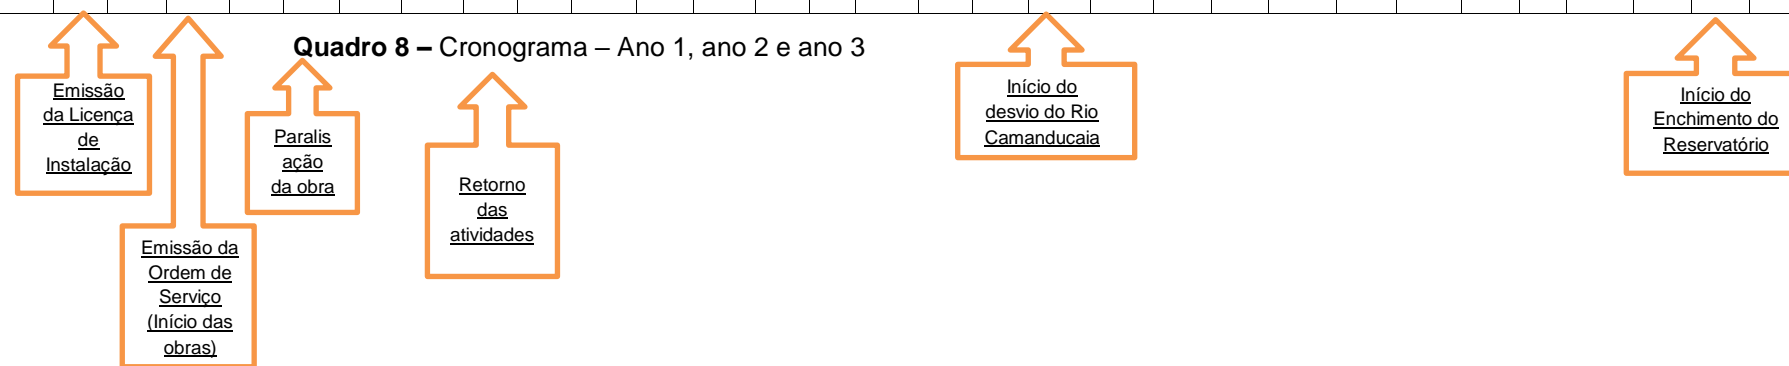 Quadro 8 – Cronograma – Ano 1, ano 2 e ano 3
Emissão
da Licença
de
Instalação
Emissão da
Ordem de
Serviço
(Início das
obras)
Paralis
ação
da obra
Retorno
das
atividades
Início do
desvio do Rio
Camanducaia
Início do
Enchimento do
Reservatório